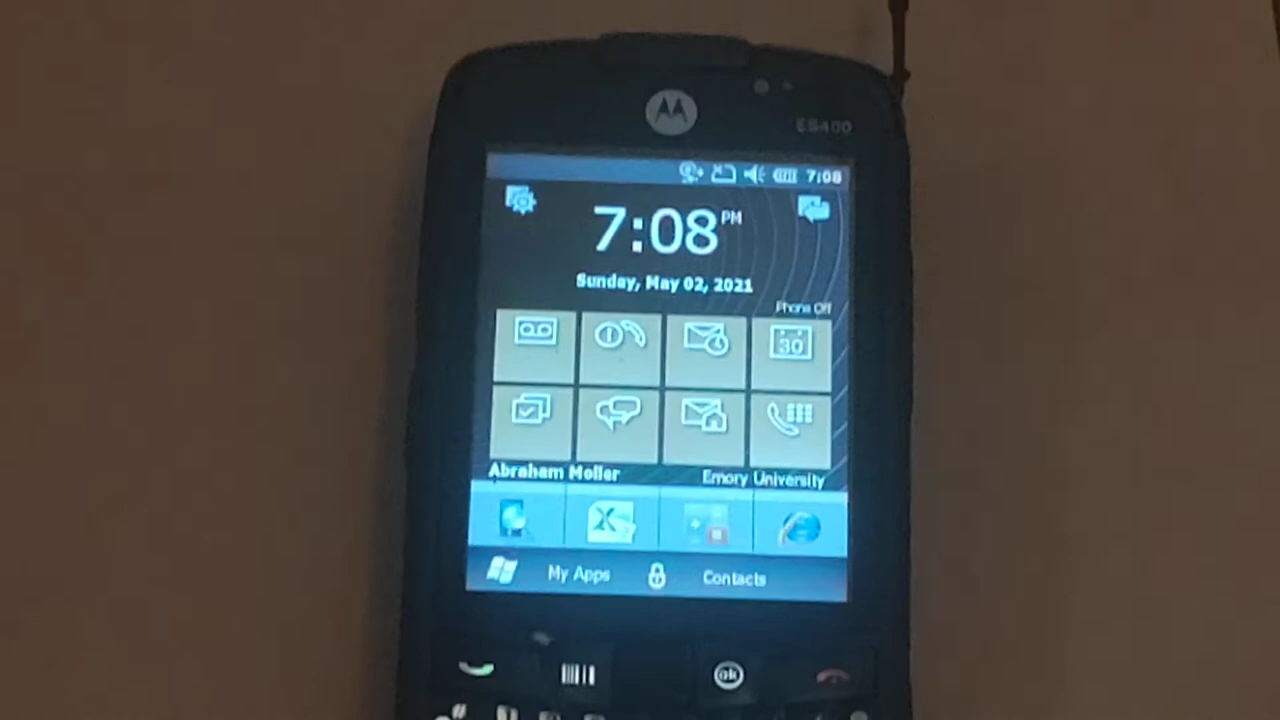 ES400
7:08
7:08 PM
Sunday, May 02, 2021
Phone Off
30
Abraham Moller
Emory University
My Apps
Contacts
ok
#